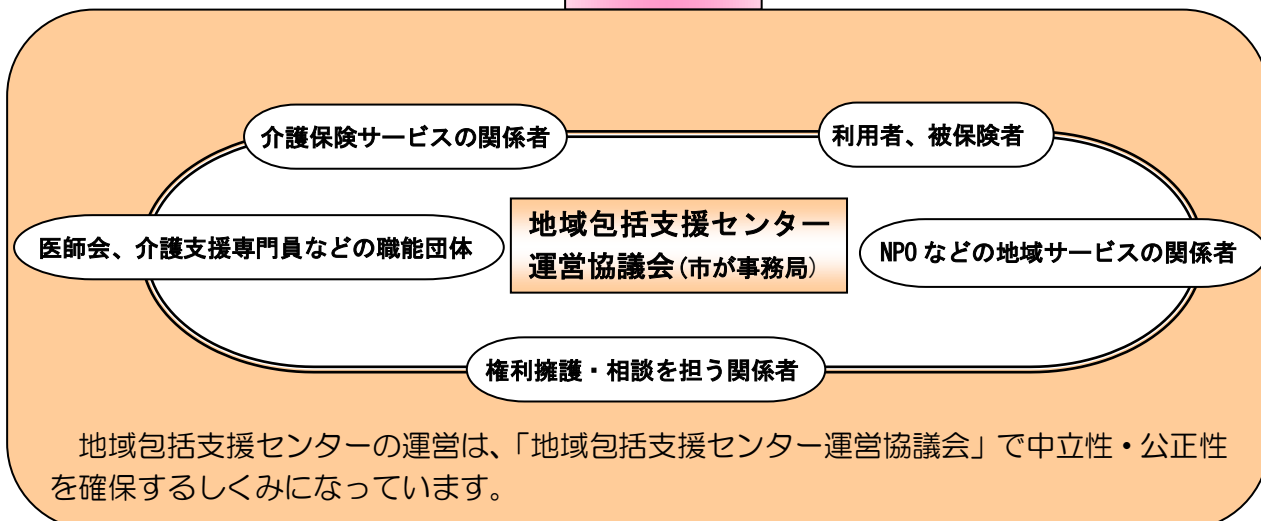 介護保険サービスの関係者
利用者、被保険者
医師会、介護支援専門員などの職能団体
地域包括支援センター
運営協議会(市が事務局)
NPOなどの地域サービスの関係者
権利擁護・相談を担う関係者
地域包括支援センターの運営は、「地域包括支援センター運営協議会」で中立性・公正性
を確保するしくみになっています。